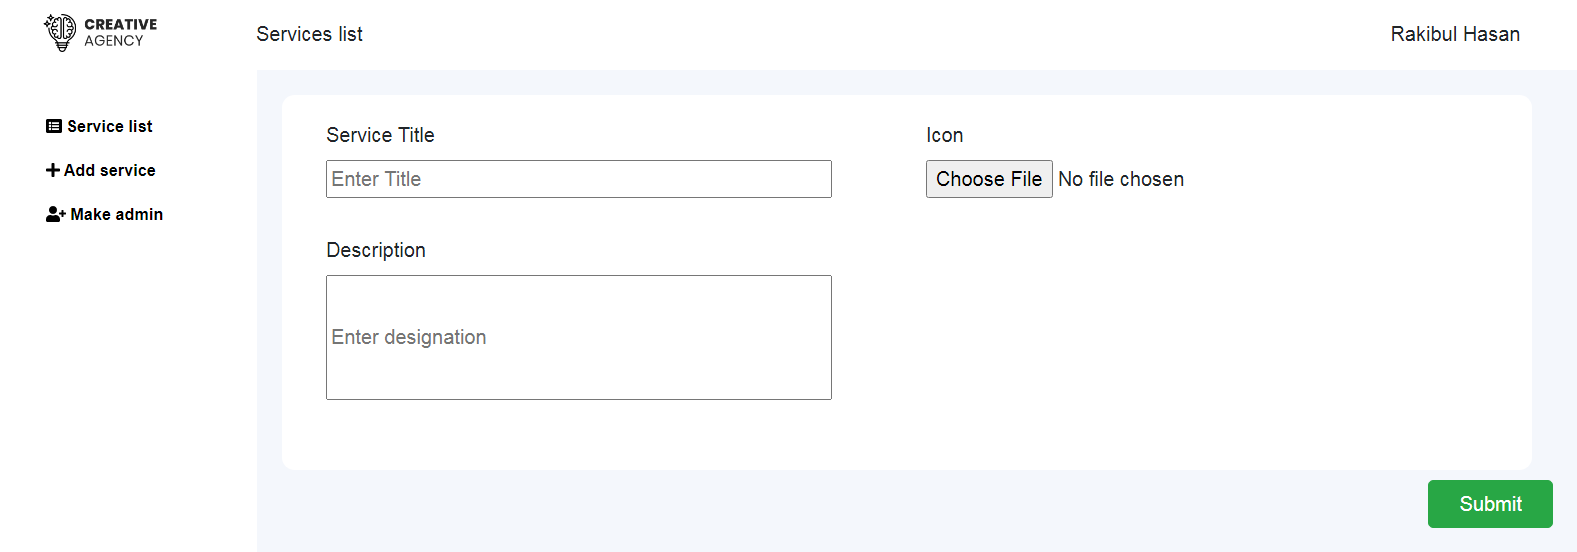 CREATIVE
AGENCY
Services list
Rakibul Hasan
Service list
Add service
Make admin
Service Title
Enter Title
Icon
Choose File No file chosen
Description
Enter designation
Submit